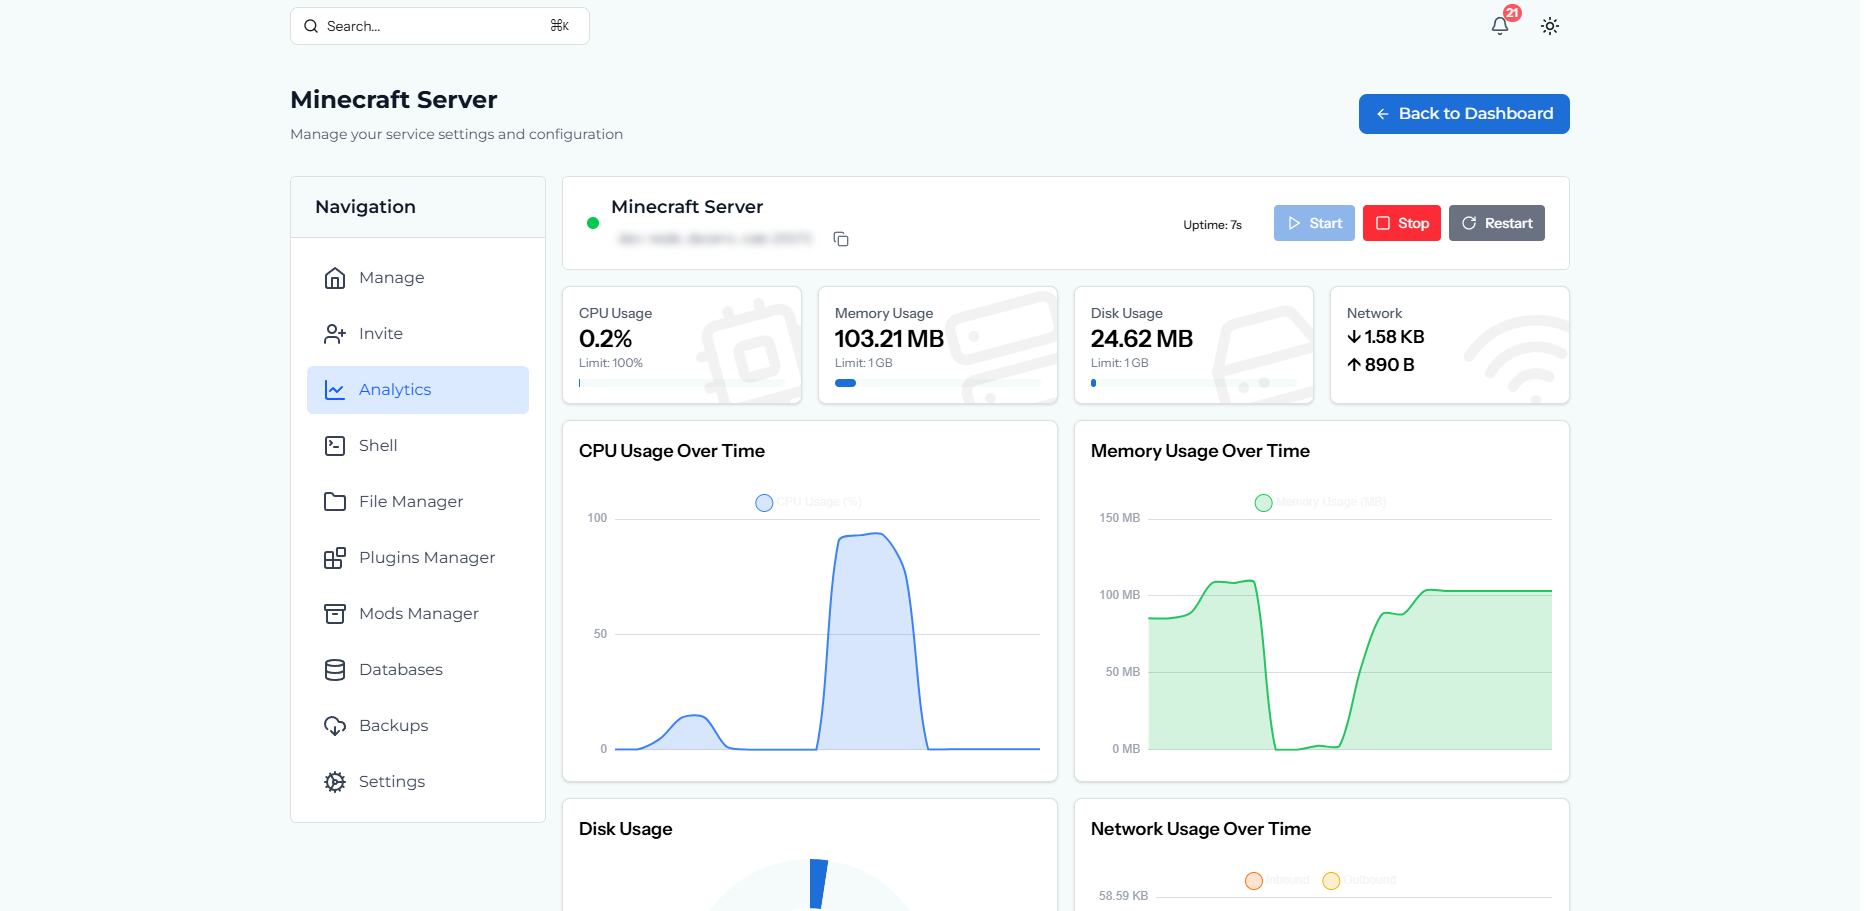 Search...
⌘K
21
Minecraft Server
Manage your service settings and configuration
Back to Dashboard
Navigation
Manage
Invite
Analytics
Shell
File Manager
Plugins Manager
Mods Manager
Databases
Backups
Settings
Minecraft Server
Uptime: 7s
Start
Stop
Restart
CPU Usage
0.2%
Limit: 100%
Memory Usage
103.21 MB
Limit: 1 GB
Disk Usage
24.62 MB
Limit: 1 GB
Network
↓ 1.58 KB
↑ 890 B
CPU Usage Over Time
CPU Usage (%)
100
50
0
Memory Usage Over Time
Memory Usage (MB)
150 MB
100 MB
50 MB
0 MB
Disk Usage
Network Usage Over Time
Inbound
Outbound
58.59 KB